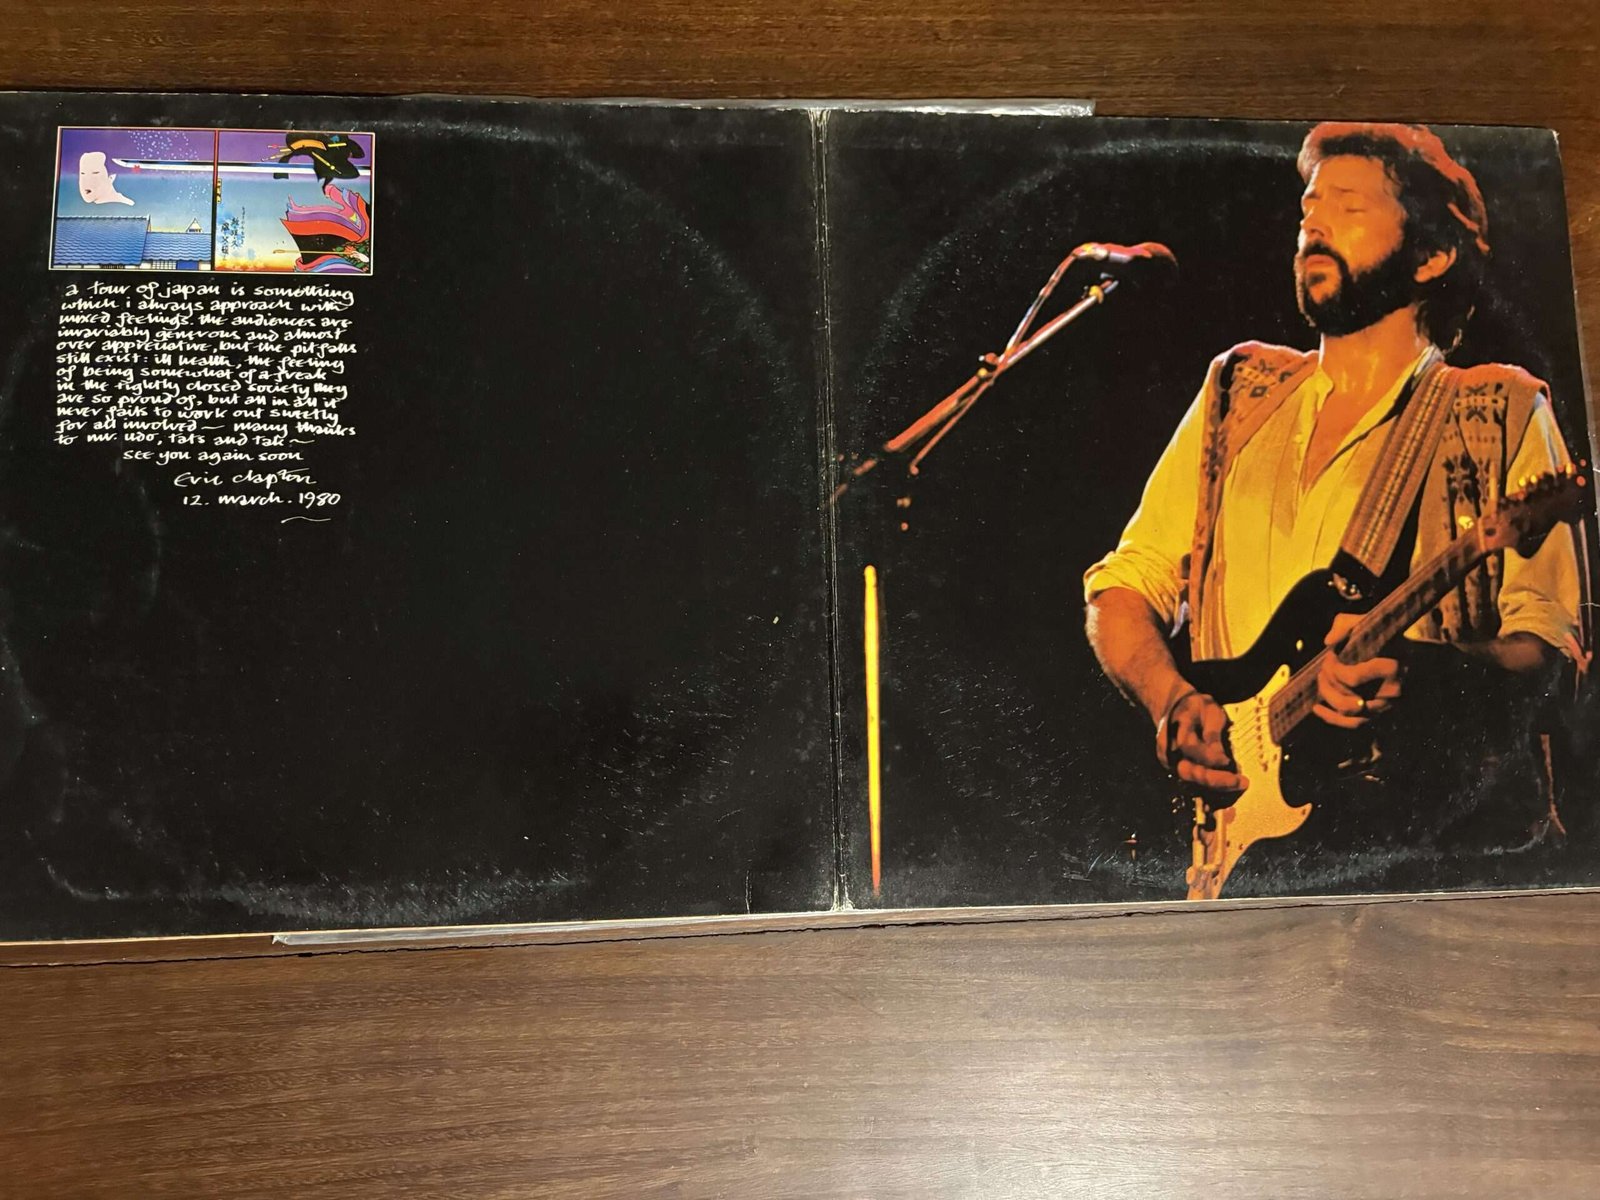 a tour of japan is something
which i always approach with
mixed feelings. the audiences are
invariably generous and almost
over appreciative, but the pitfalls
still exist: ill health, the feeling
of being somewhat of a freak
in the tightly closed society they
are so proud of, but all in all it
never fails to work out sweetly
for all involved — many thanks
to mr. udo, tats and tak ~
see you again soon
Eric clapton
12. march. 1980